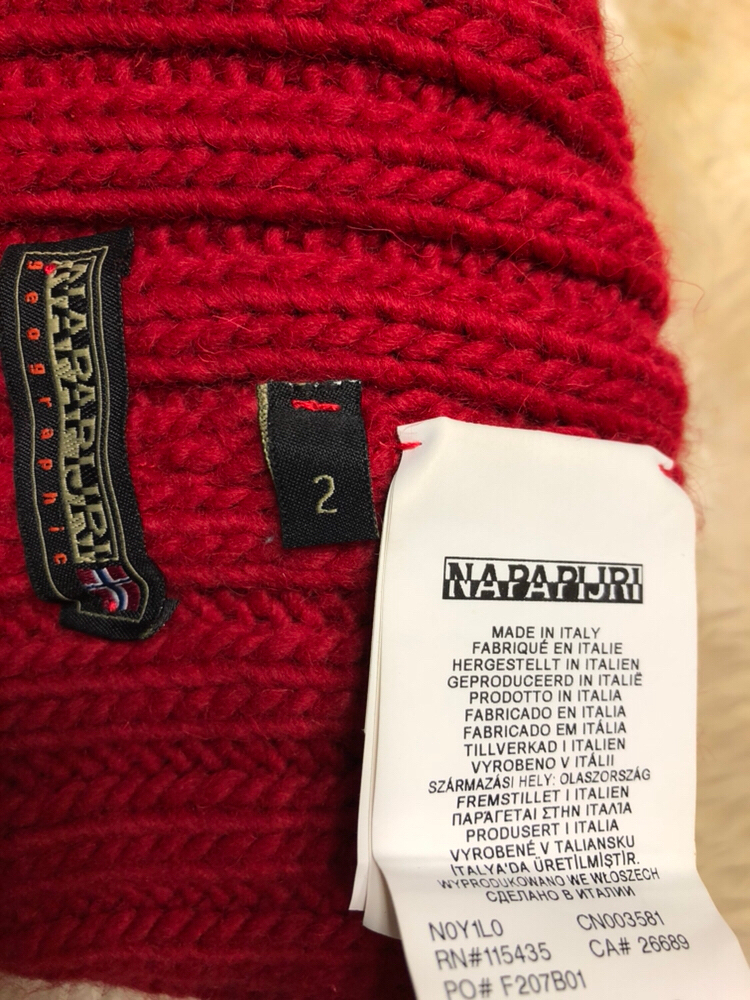 NAPAPIJRI
geographic
2
NAPAPIJRI
MADE IN ITALY
FABRIQUÉ EN ITALIE
HERGESTELLT IN ITALIEN
GEPRODUCEERD IN ITALIË
PRODOTTO IN ITALIA
FABRICADO EN ITALIA
FABRICADO EM ITÁLIA
TILLVERKAD I ITALIEN
VYROBENO V ITÁLII
SZÁRMAZÁSI HELY: OLASZORSZÁG
FREMSTILLET I ITALIEN
ΠΑΡΑΓΕΤΑΙ ΣΤΗΝ ΙΤΑΛΙΑ
PRODUSERT I ITALIA
VYROBENÉ V TALIANSKU
İTALYA'DA ÜRETİLMİŞTİR.
WYPRODUKOWANO WE WŁOSZECH
СДЕЛАНО В ИТАЛИИ
N0Y1L0 CN003581
RN#115435 CA# 26689
PO# F207B01